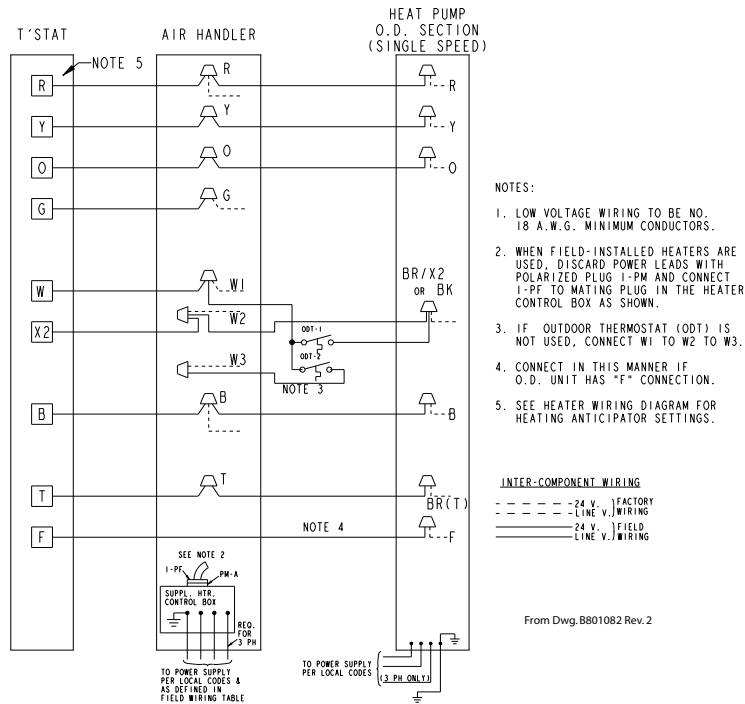 T'STAT
AIR HANDLER
HEAT PUMP
O.D. SECTION
(SINGLE SPEED)
NOTE 5
R
R
R
Y
Y
Y
O
O
O
G
G
W
W1
BR/X2
OR BK
X2
W2
ODT-1
ODT-2
W3
NOTE 3
B
B
B
T
T
BR(T)
F
NOTE 4
F
SEE NOTE 2
1-PF
PM-A
SUPPL. HTR.
CONTROL BOX
REQ.
FOR
3 PH
TO POWER SUPPLY
PER LOCAL CODES &
AS DEFINED IN
FIELD WIRING TABLE
TO POWER SUPPLY
PER LOCAL CODES
(3 PH ONLY)
NOTES:
1. LOW VOLTAGE WIRING TO BE NO.
18 A.W.G. MINIMUM CONDUCTORS.
2. WHEN FIELD-INSTALLED HEATERS ARE
USED, DISCARD POWER LEADS WITH
POLARIZED PLUG 1-PM AND CONNECT
1-PF TO MATING PLUG IN THE HEATER
CONTROL BOX AS SHOWN.
3. IF OUTDOOR THERMOSTAT (ODT) IS
NOT USED, CONNECT W1 TO W2 TO W3.
4. CONNECT IN THIS MANNER IF
O.D. UNIT HAS "F" CONNECTION.
5. SEE HEATER WIRING DIAGRAM FOR
HEATING ANTICIPATOR SETTINGS.
INTER-COMPONENT WIRING
24 V. } FACTORY
LINE V. } WIRING
24 V. } FIELD
LINE V. } WIRING
From Dwg. B801082 Rev. 2